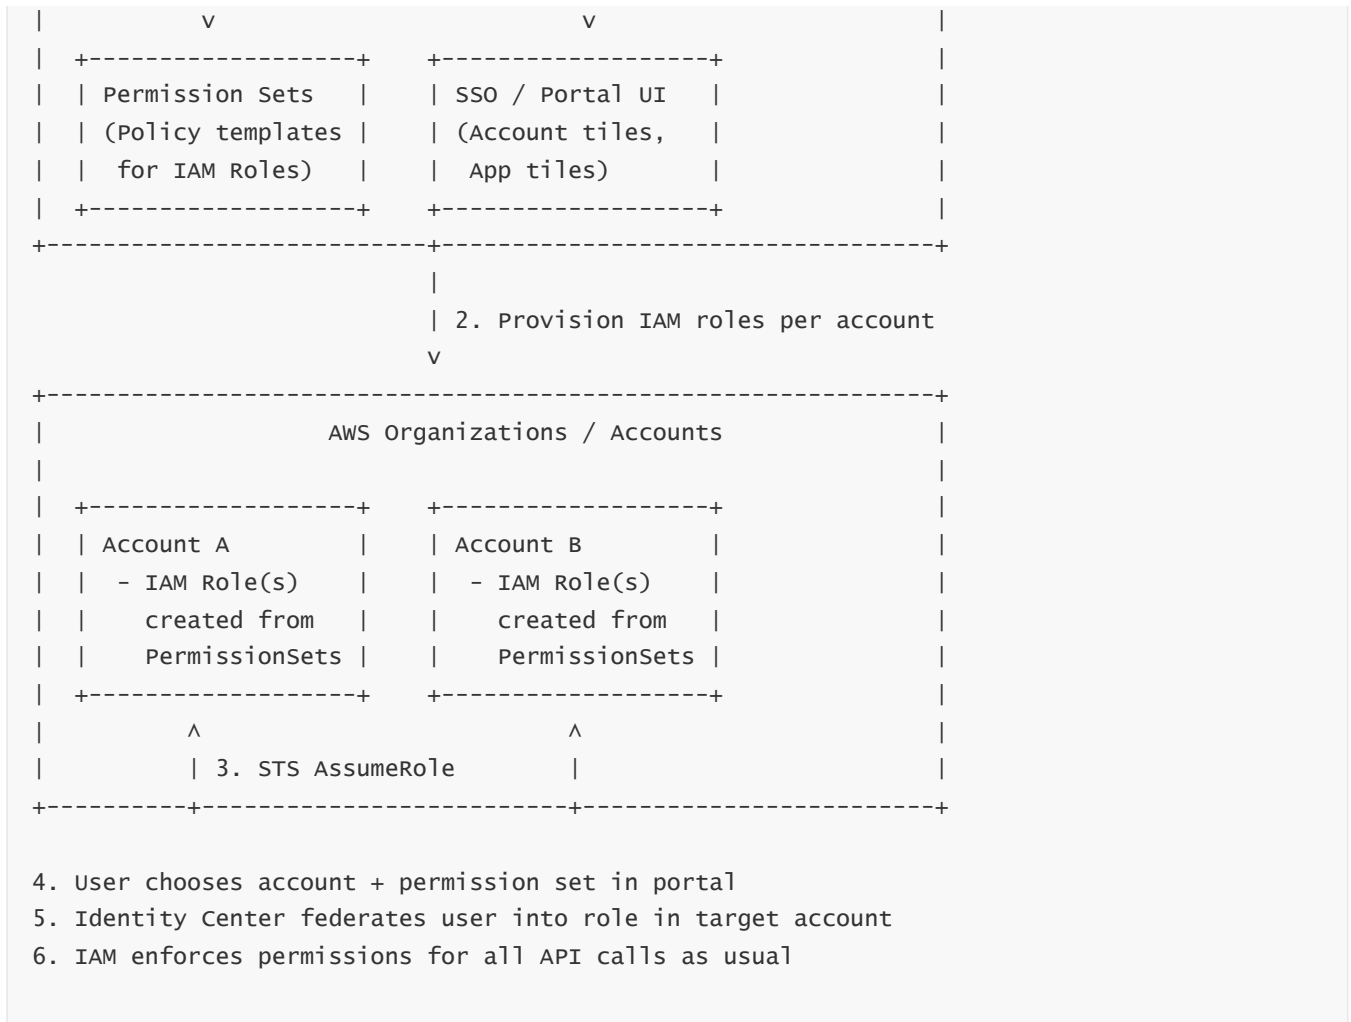 |           v                          v                        |
|  +-------------------+    +-------------------+               |
|  | Permission Sets   |    | SSO / Portal UI   |               |
|  | (Policy templates |    | (Account tiles,   |               |
|  |  for IAM Roles)   |    |  App tiles)       |               |
|  +-------------------+    +-------------------+               |
+---------------------------+-----------------------------------+
                            |
                            | 2. Provision IAM roles per account
                            v
+---------------------------------------------------------------+
|                    AWS Organizations / Accounts               |
|                                                               |
|  +-------------------+    +-------------------+               |
|  | Account A         |    | Account B         |               |
|  |  - IAM Role(s)    |    |  - IAM Role(s)    |               |
|  |    created from   |    |    created from   |               |
|  |    PermissionSets |    |    PermissionSets |               |
|  +-------------------+    +-------------------+               |
|          ^                          ^                         |
|          | 3. STS AssumeRole        |                         |
+----------+--------------------------+-------------------------+
4. User chooses account + permission set in portal
5. Identity Center federates user into role in target account
6. IAM enforces permissions for all API calls as usual